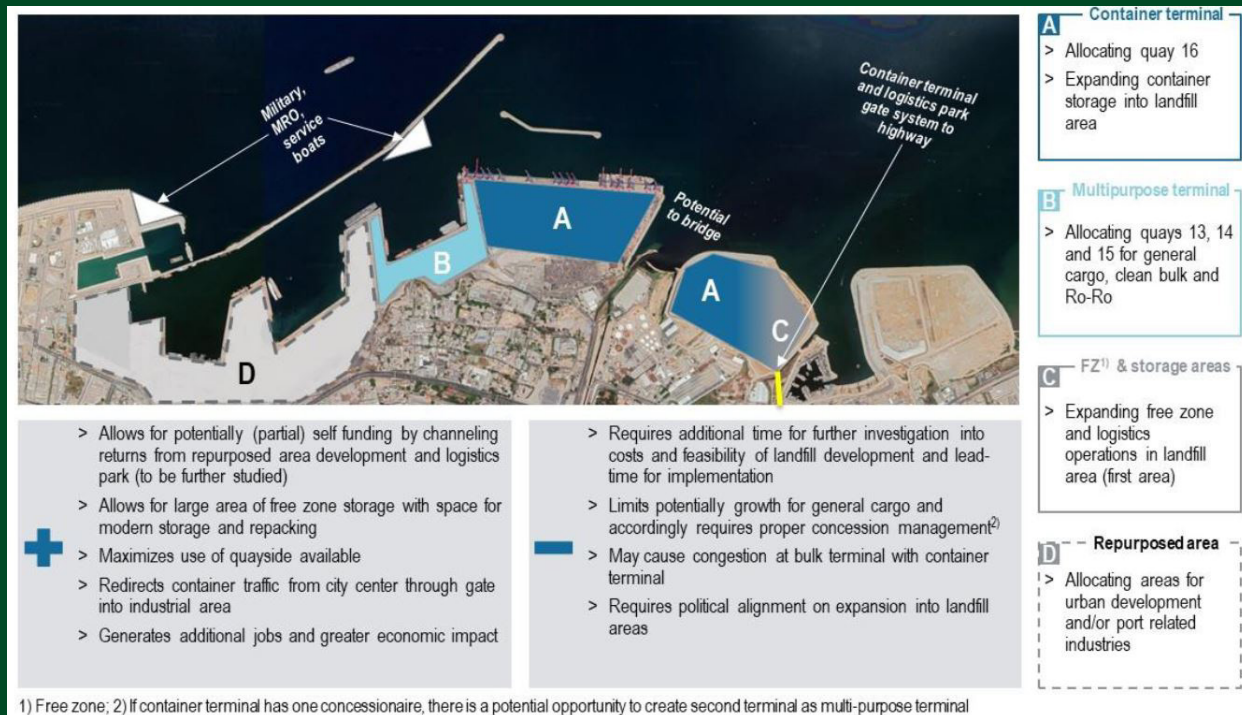 Military,
MRO,
service
boats
Container terminal
and logistics park
gate system to
highway
Potential
to bridge
A
B
A
C
D
A Container terminal
> Allocating quay 16
> Expanding container
storage into landfill
area
B Multipurpose terminal
> Allocating quays 13, 14
and 15 for general
cargo, clean bulk and
Ro-Ro
C FZ1) & storage areas
> Expanding free zone
and logistics
operations in landfill
area (first area)
D Repurposed area
> Allocating areas for
urban development
and/or port related
industries
> Allows for potentially (partial) self funding by channeling
returns from repurposed area development and logistics
park (to be further studied)
> Allows for large area of free zone storage with space for
modern storage and repacking
> Maximizes use of quayside available
> Redirects container traffic from city center through gate
into industrial area
> Generates additional jobs and greater economic impact
> Requires additional time for further investigation into
costs and feasibility of landfill development and lead-
time for implementation
> Limits potentially growth for general cargo and
accordingly requires proper concession management2)
> May cause congestion at bulk terminal with container
terminal
> Requires political alignment on expansion into landfill
areas
1) Free zone; 2) If container terminal has one concessionaire, there is a potential opportunity to create second terminal as multi-purpose terminal